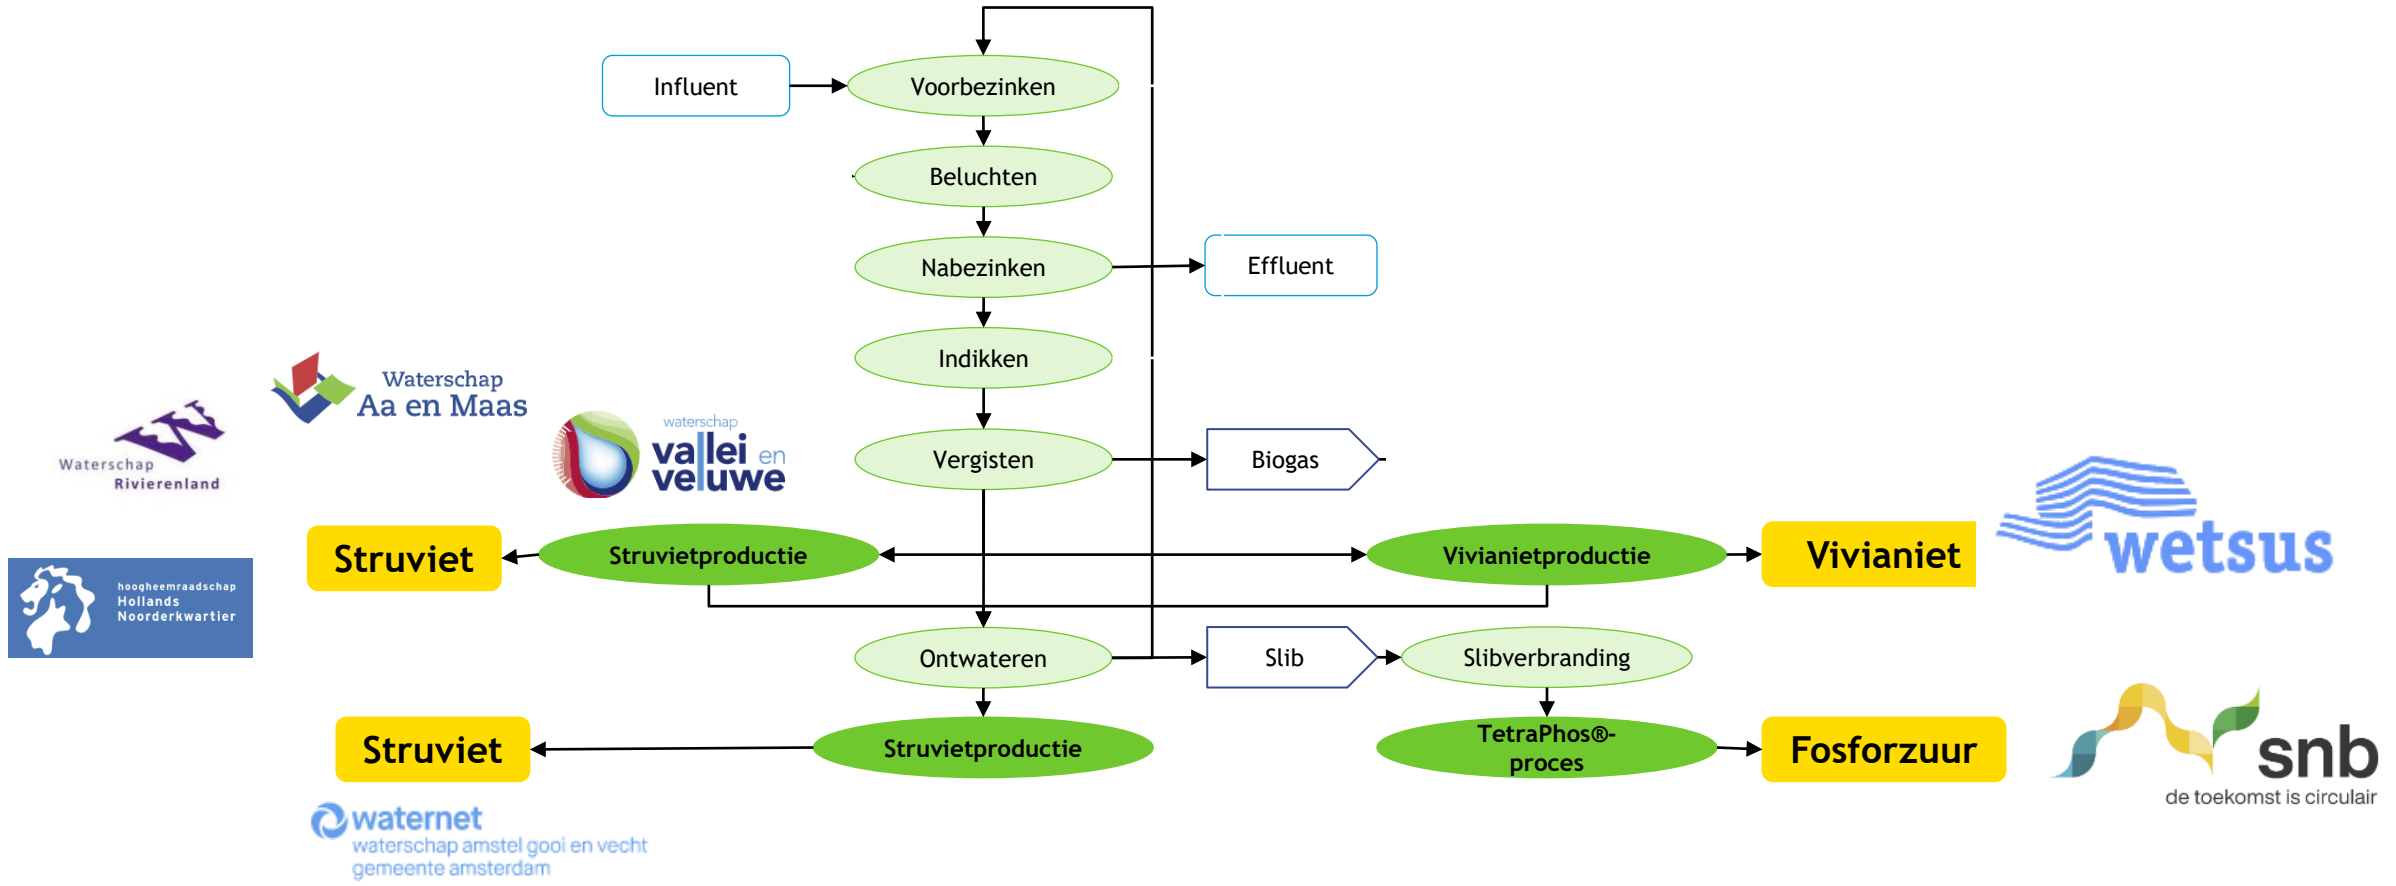 Influent
Voorbezinken
Beluchten
Nabezinken
Effluent
Indikken
Waterschap
Aa en Maas
Waterschap
Rivierenland
waterschap
vallei en
veluwe
Vergisten
Biogas
wetsus
Struviet
Struvietproductie
Vivianietproductie
Vivianiet
hoogheemraadschap
Hollands
Noorderkwartier
Ontwateren
Slib
Slibverbranding
Struviet
Struvietproductie
TetraPhos®-
proces
Fosforzuur
snb
de toekomst is circulair
waternet
waterschap amstel gooi en vecht
gemeente amsterdam